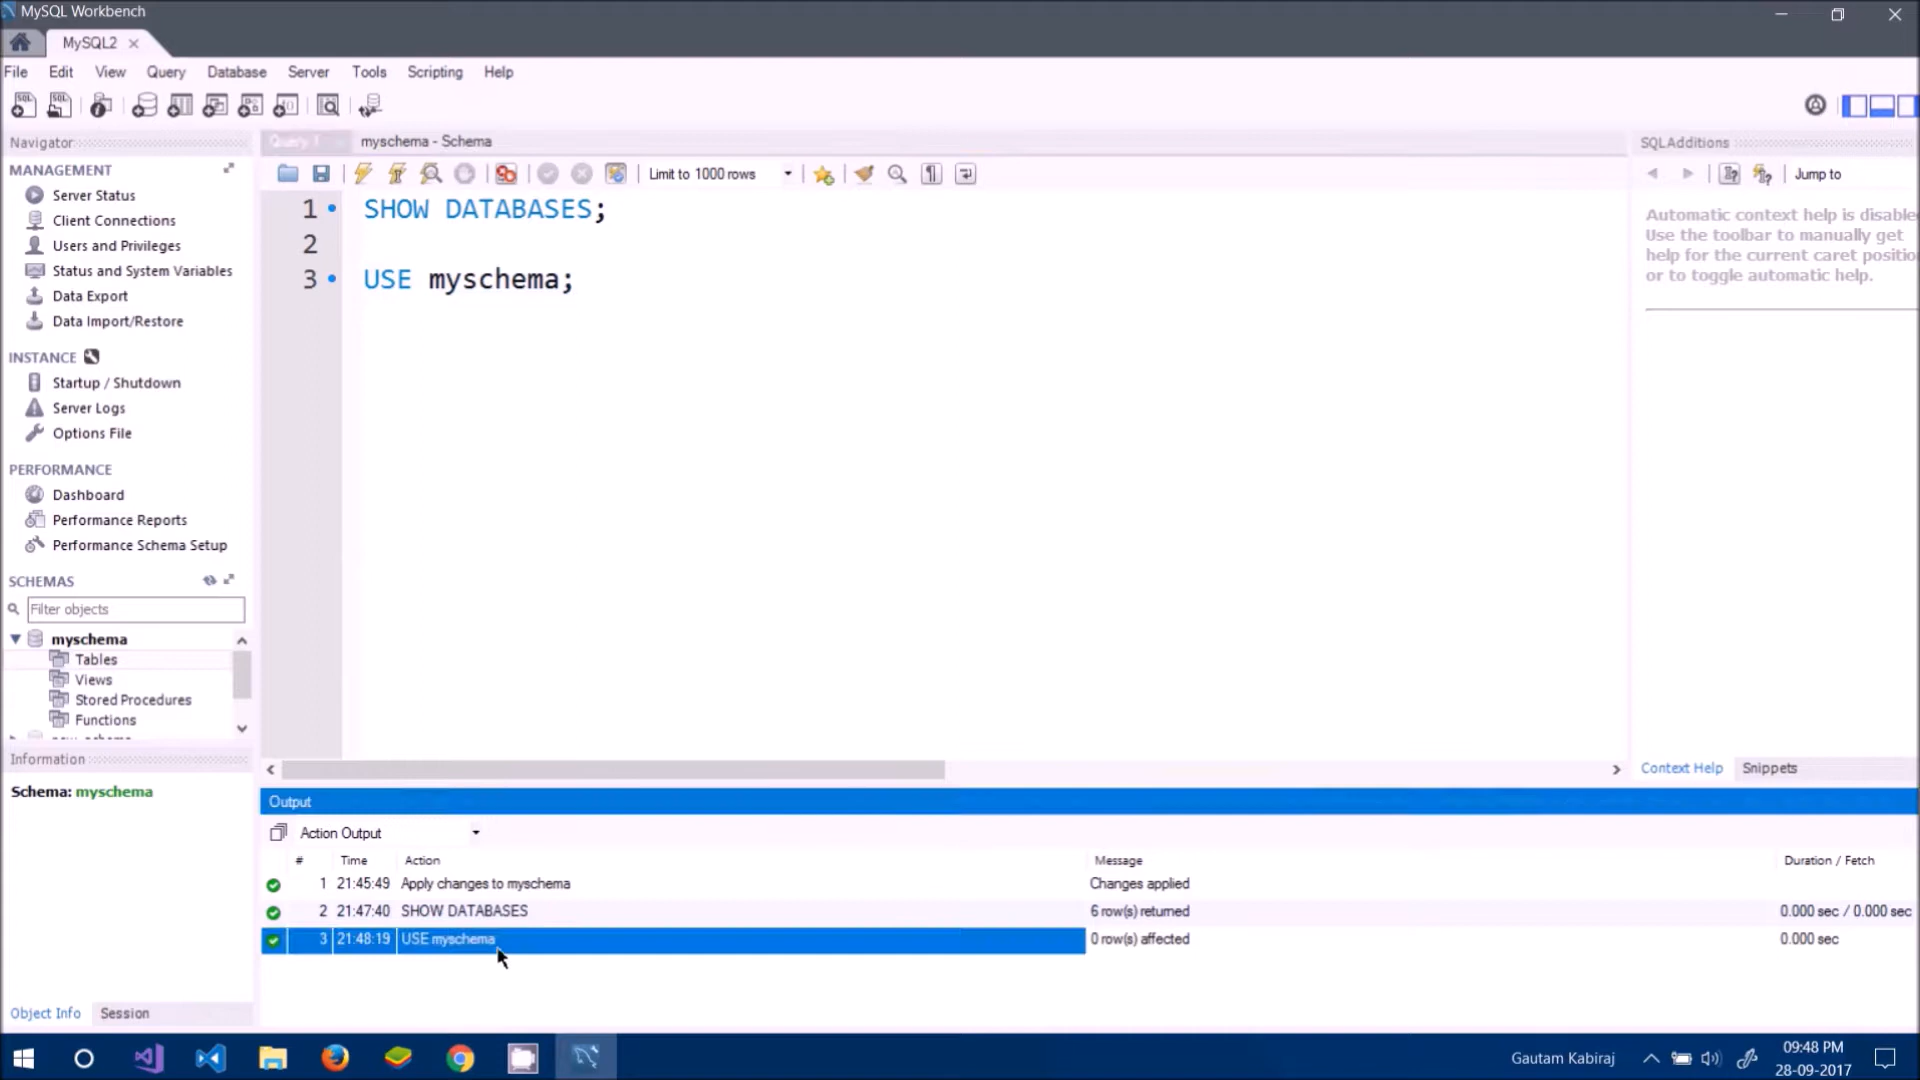 MySQL Workbench
MySQL2
File Edit View Query Database Server Tools Scripting Help
Navigator
Query 1
myschema - Schema
SQLAdditions
MANAGEMENT
Server Status
Client Connections
Users and Privileges
Status and System Variables
Data Export
Data Import/Restore
INSTANCE
Startup / Shutdown
Server Logs
Options File
PERFORMANCE
Dashboard
Performance Reports
Performance Schema Setup
SCHEMAS
Filter objects
myschema
Tables
Views
Stored Procedures
Functions
Information
Schema: myschema
Object Info Session
Limit to 1000 rows
1 SHOW DATABASES;
2
3 USE myschema;
Jump to
Automatic context help is disable
Use the toolbar to manually get
help for the current caret positio
or to toggle automatic help.
Context Help Snippets
Output
Action Output
# Time Action Message Duration / Fetch
1 21:45:49 Apply changes to myschema Changes applied
2 21:47:40 SHOW DATABASES 6 row(s) returned 0.000 sec / 0.000 sec
3 21:48:19 USE myschema 0 row(s) affected 0.000 sec
Gautam Kabiraj
09:48 PM
28-09-2017